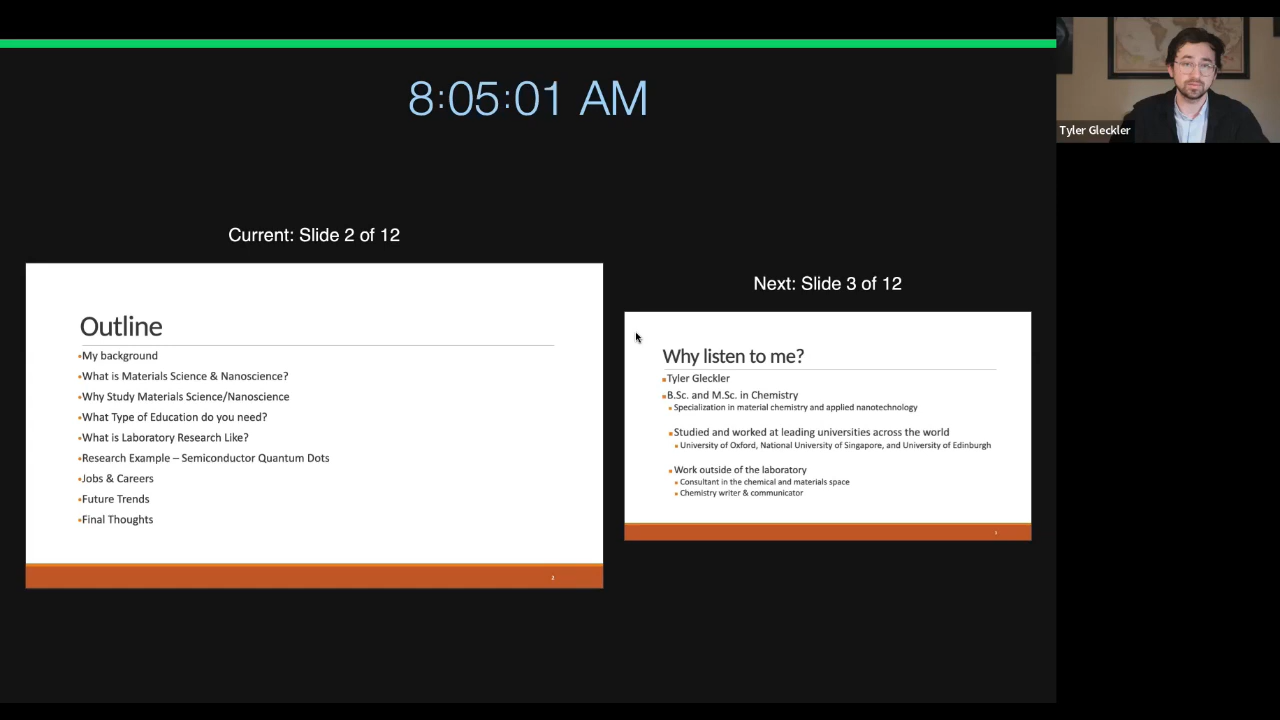 8:05:01 AM
Tyler Gleckler
Current: Slide 2 of 12
Next: Slide 3 of 12
Outline
•My background
•What is Materials Science & Nanoscience?
•Why Study Materials Science/Nanoscience
•What Type of Education do you need?
•What is Laboratory Research Like?
•Research Example – Semiconductor Quantum Dots
•Jobs & Careers
•Future Trends
•Final Thoughts
2
Why listen to me?
▪Tyler Gleckler
▪B.Sc. and M.Sc. in Chemistry
▪Specialization in material chemistry and applied nanotechnology
▪Studied and worked at leading universities across the world
▪University of Oxford, National University of Singapore, and University of Edinburgh
▪Work outside of the laboratory
▪Consultant in the chemical and materials space
▪Chemistry writer & communicator